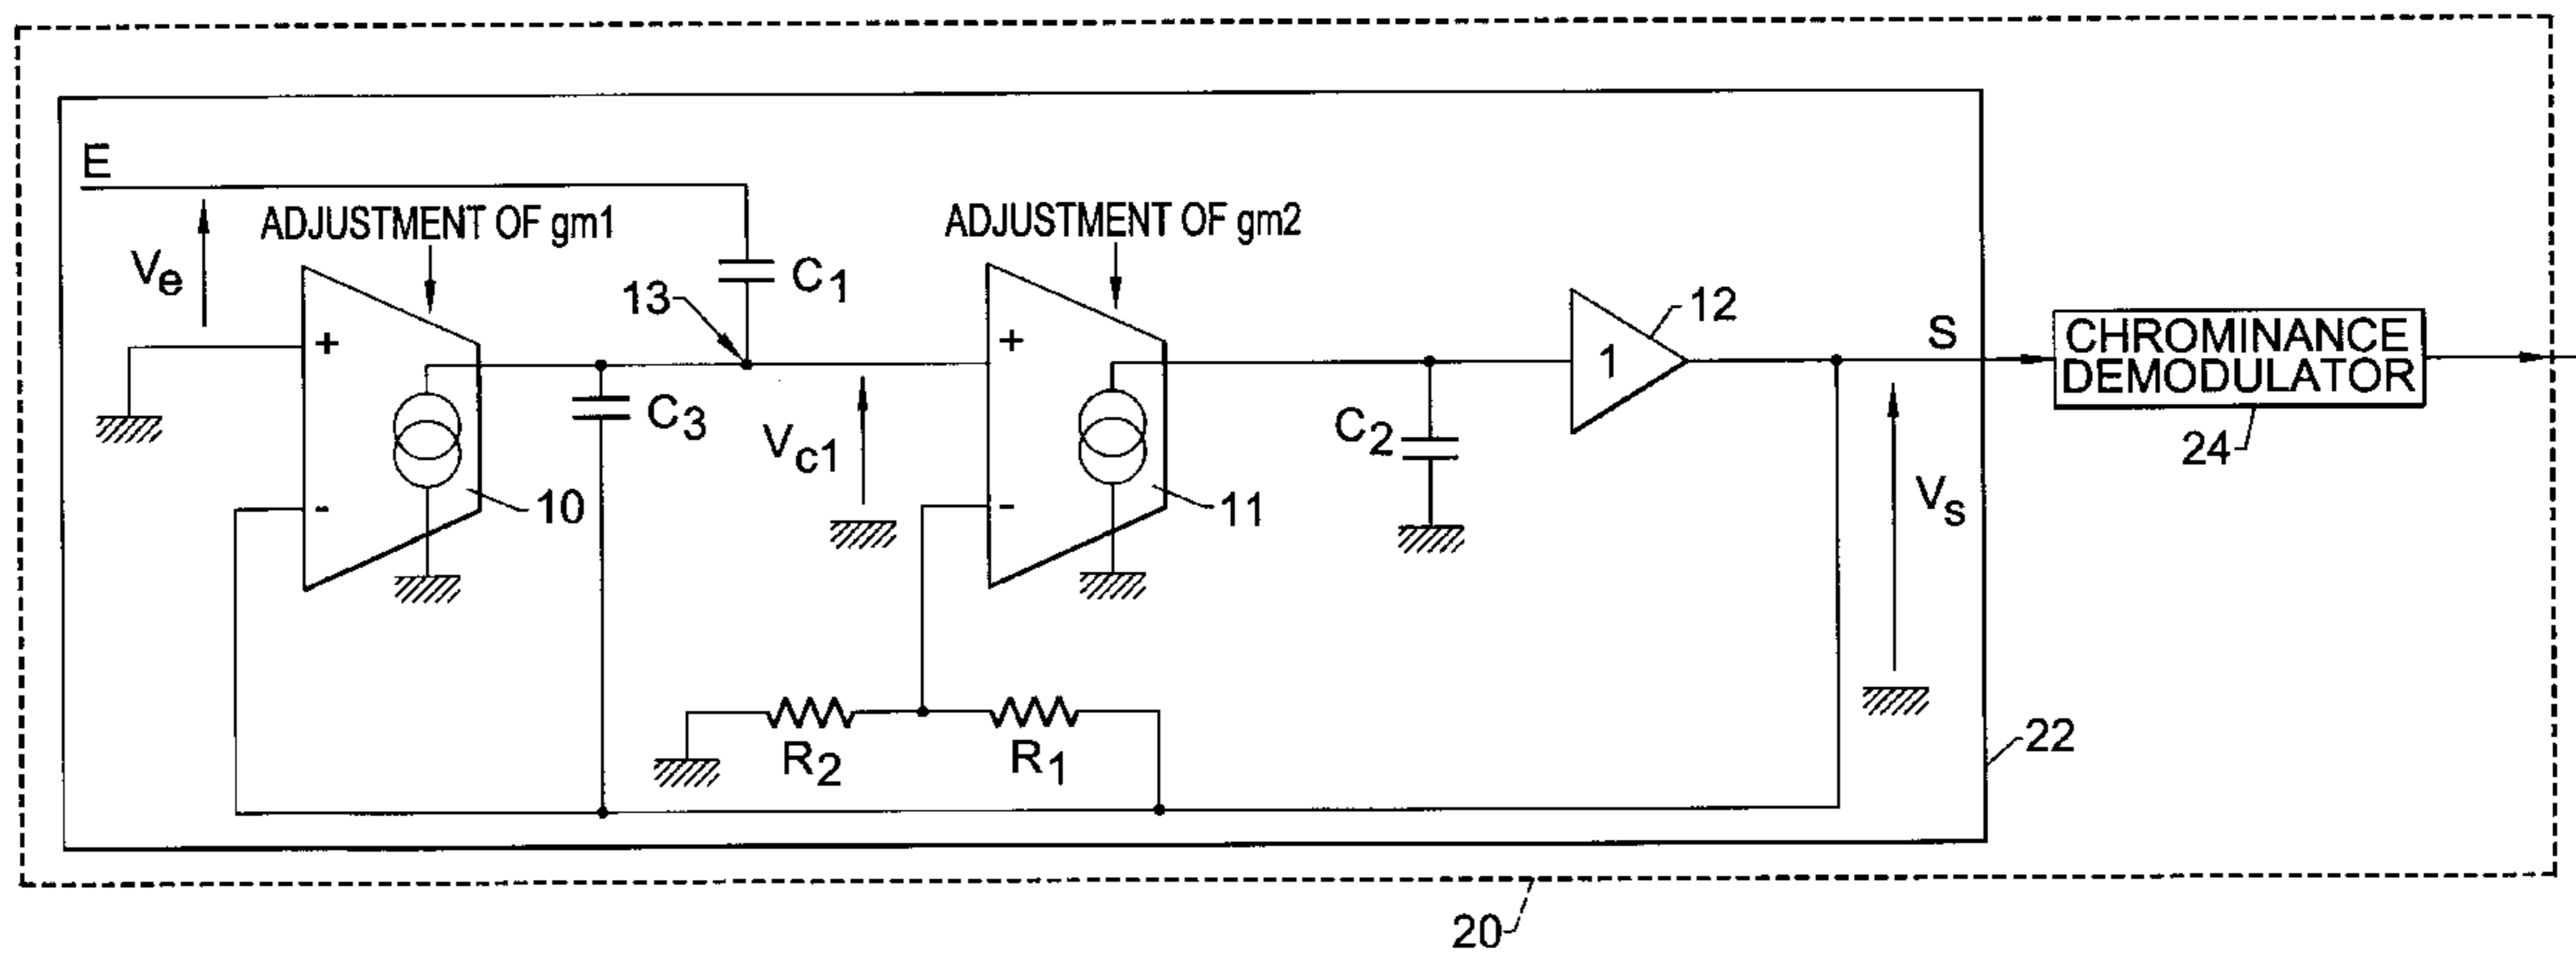 E
ADJUSTMENT OF gm1
ADJUSTMENT OF gm2
Ve
C1
13
12
+
+
1
S
CHROMINANCE
DEMODULATOR
C3
Vc1
C2
24
-
10
-
11
Vs
R2
R1
22
20